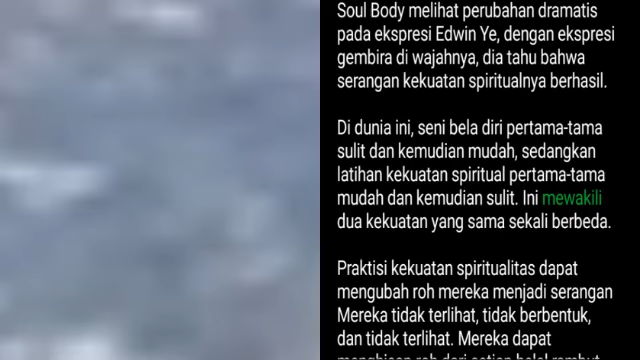 Soul Body melihat perubahan dramatis
pada ekspresi Edwin Ye, dengan ekspresi
gembira di wajahnya, dia tahu bahwa
serangan kekuatan spiritualnya berhasil.
Di dunia ini, seni bela diri pertama-tama
sulit dan kemudian mudah, sedangkan
latihan kekuatan spiritual pertama-tama
mudah dan kemudian sulit. Ini mewakili
dua kekuatan yang sama sekali berbeda.
Praktisi kekuatan spiritualitas dapat
mengubah roh mereka menjadi serangan
Mereka tidak terlihat, tidak berbentuk,
dan tidak terlihat. Mereka dapat